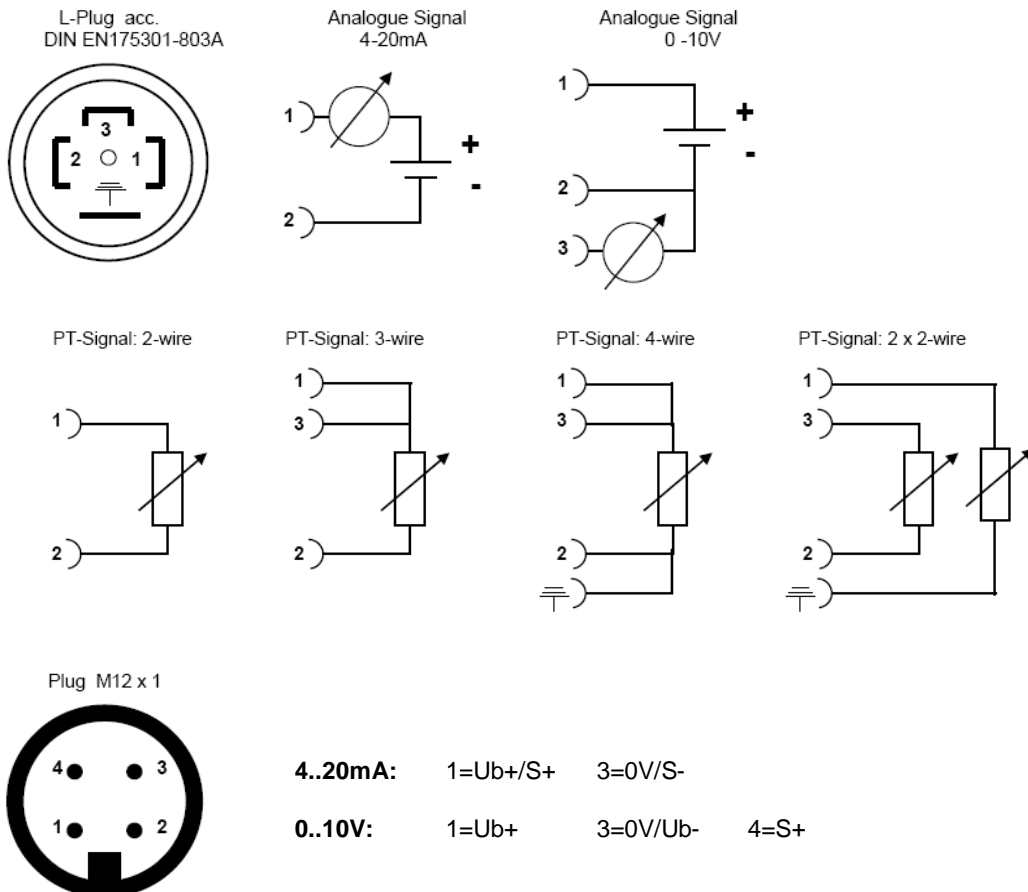 L-Plug acc.
DIN EN175301-803A
3
2
1
Analogue Signal
4-20mA
1
+
-
2
Analogue Signal
0 -10V
1
+
-
2
3
PT-Signal: 2-wire
1
2
PT-Signal: 3-wire
1
3
2
PT-Signal: 4-wire
1
3
2
PT-Signal: 2 x 2-wire
1
3
2
Plug M12 x 1
4 3
1 2
4..20mA: 1=Ub+/S+ 3=0V/S-
0..10V: 1=Ub+ 3=0V/Ub- 4=S+